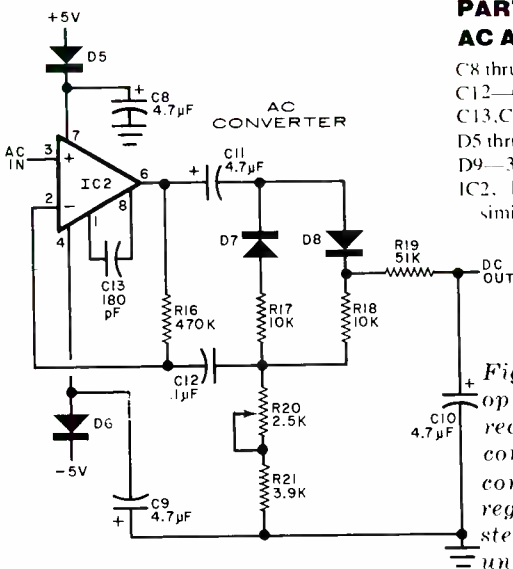 +5V
D5
+
C8
4.7µF
AC
CONVERTER
AC
IN
3
+
7
IC2
6
2
−
4
1
8
C13
180
pF
+
C11
4.7µF
D7
D8
R19
51K
DC
OUT
R16
470K
R17
10K
R18
10K
C12
.1µF
R20
2.5K
R21
3.9K
+
C10
4.7µF
D6
−5V
C9
4.7µF
+
PART
AC A
C8 thru
C12—
C13,C
D5 thru
D9—3
IC2,
simi
Fig
op
rec
con
con
reg
ste
un